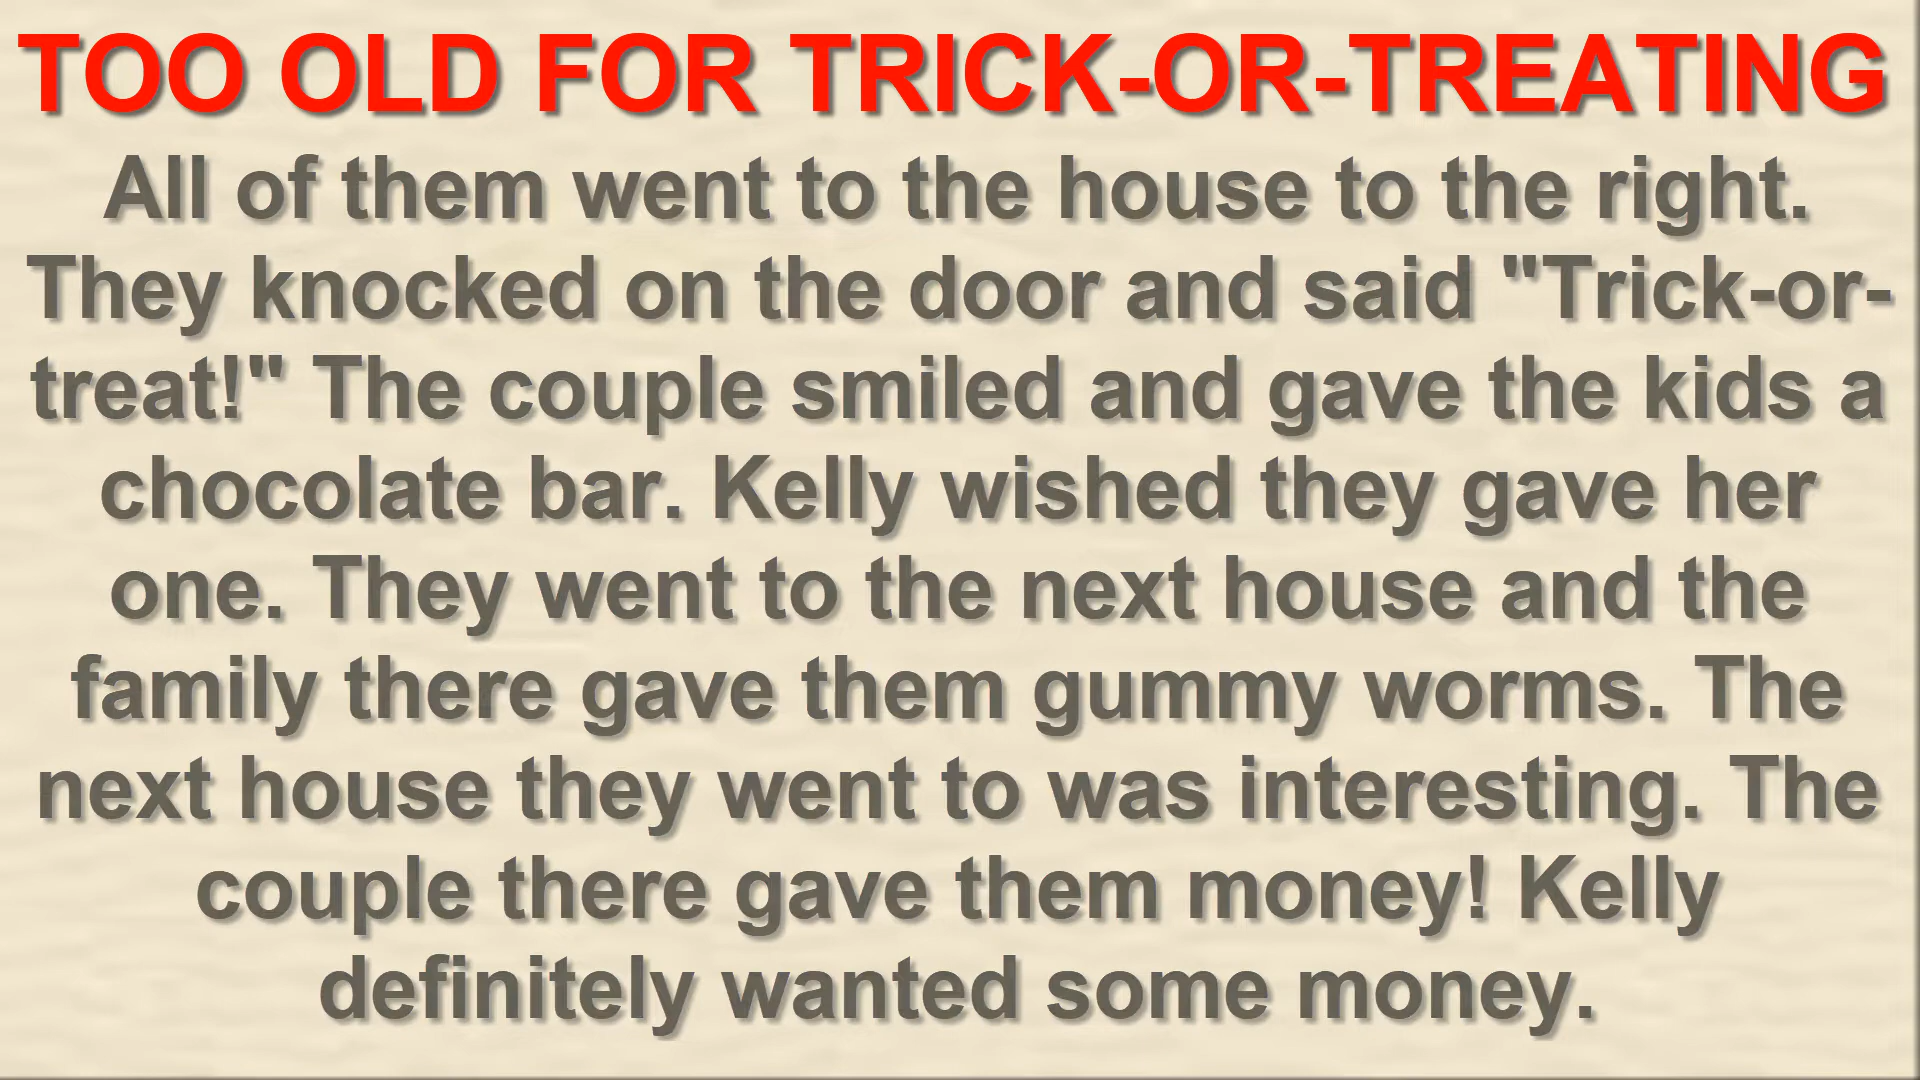 TOO OLD FOR TRICK-OR-TREATING
All of them went to the house to the right.
They knocked on the door and said "Trick-or-
treat!" The couple smiled and gave the kids a
chocolate bar. Kelly wished they gave her
one. They went to the next house and the
family there gave them gummy worms. The
next house they went to was interesting. The
couple there gave them money! Kelly
definitely wanted some money.